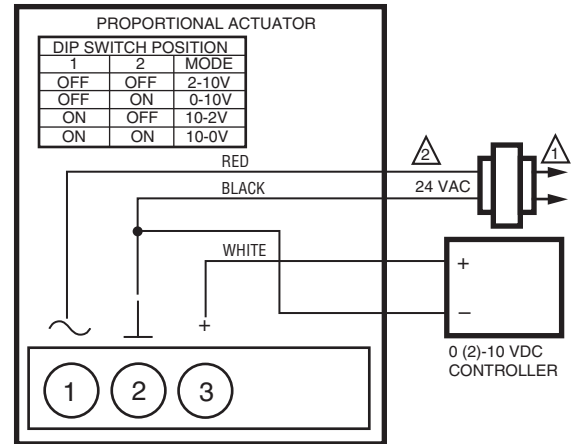 PROPORTIONAL ACTUATOR
DIP SWITCH POSITION
1 2 MODE
OFF OFF 2-10V
OFF ON 0-10V
ON OFF 10-2V
ON ON 10-0V
RED
2
1
BLACK
24 VAC
WHITE
+
–
+
0 (2)-10 VDC
CONTROLLER
1 2 3